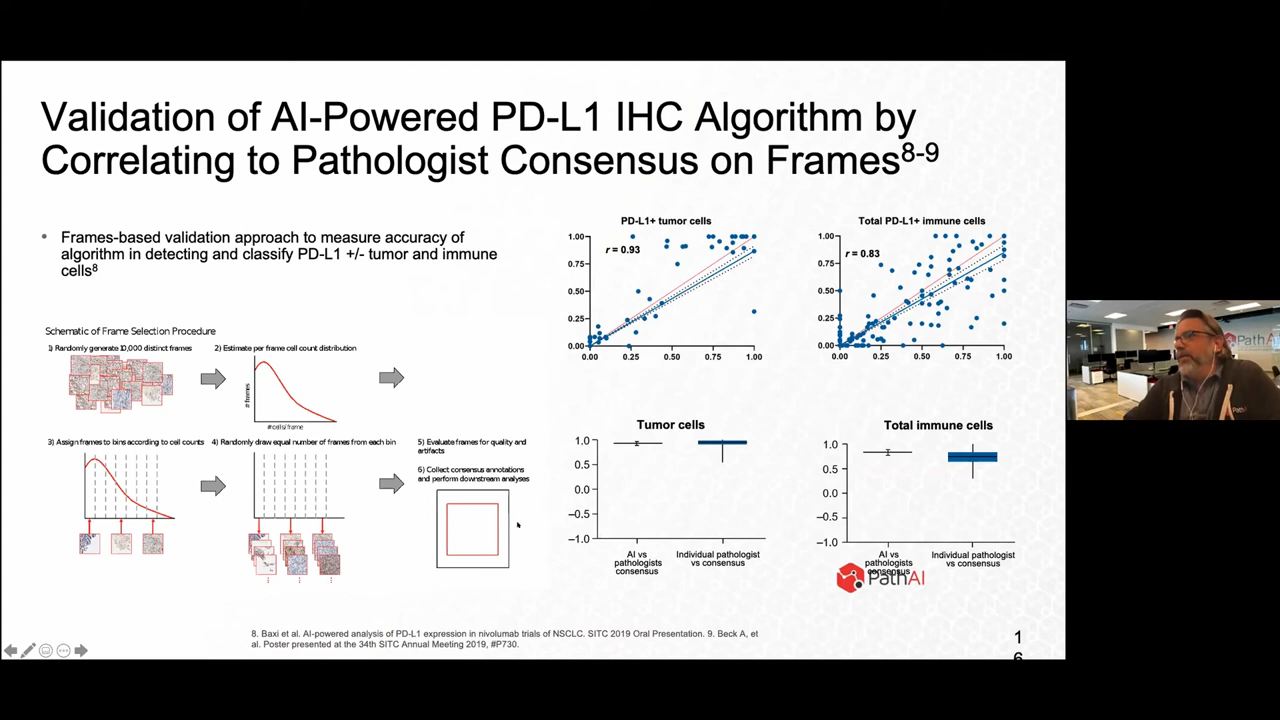 Validation of AI-Powered PD-L1 IHC Algorithm by
Correlating to Pathologist Consensus on Frames8-9
• Frames-based validation approach to measure accuracy of
algorithm in detecting and classify PD-L1 +/- tumor and immune
cells8
Schematic of Frame Selection Procedure
1) Randomly generate 10,000 distinct frames
2) Estimate per frame cell count distribution
# frames
# cells/frame
3) Assign frames to bins according to cell counts
4) Randomly draw equal number of frames from each bin
5) Evaluate frames for quality and
artifacts
6) Collect consensus annotations
and perform downstream analyses
PD-L1+ tumor cells
r = 0.93
1.00
0.75
0.50
0.25
0.00
0.00 0.25 0.50 0.75 1.00
Total PD-L1+ immune cells
r = 0.83
1.00
0.75
0.50
0.25
0.00
0.00 0.25 0.50 0.75 1.00
Tumor cells
1.0
0.5
0.0
–0.5
–1.0
AI vs
pathologists
consensus
Individual pathologist
vs consensus
Total immune cells
1.0
0.5
0.0
–0.5
–1.0
AI vs
pathologists
consensus
Individual pathologist
vs consensus
PathAI
8. Baxi et al. AI-powered analysis of PD-L1 expression in nivolumab trials of NSCLC. SITC 2019 Oral Presentation. 9. Beck A, et
al. Poster presented at the 34th SITC Annual Meeting 2019, #P730.
1
6
PathAI